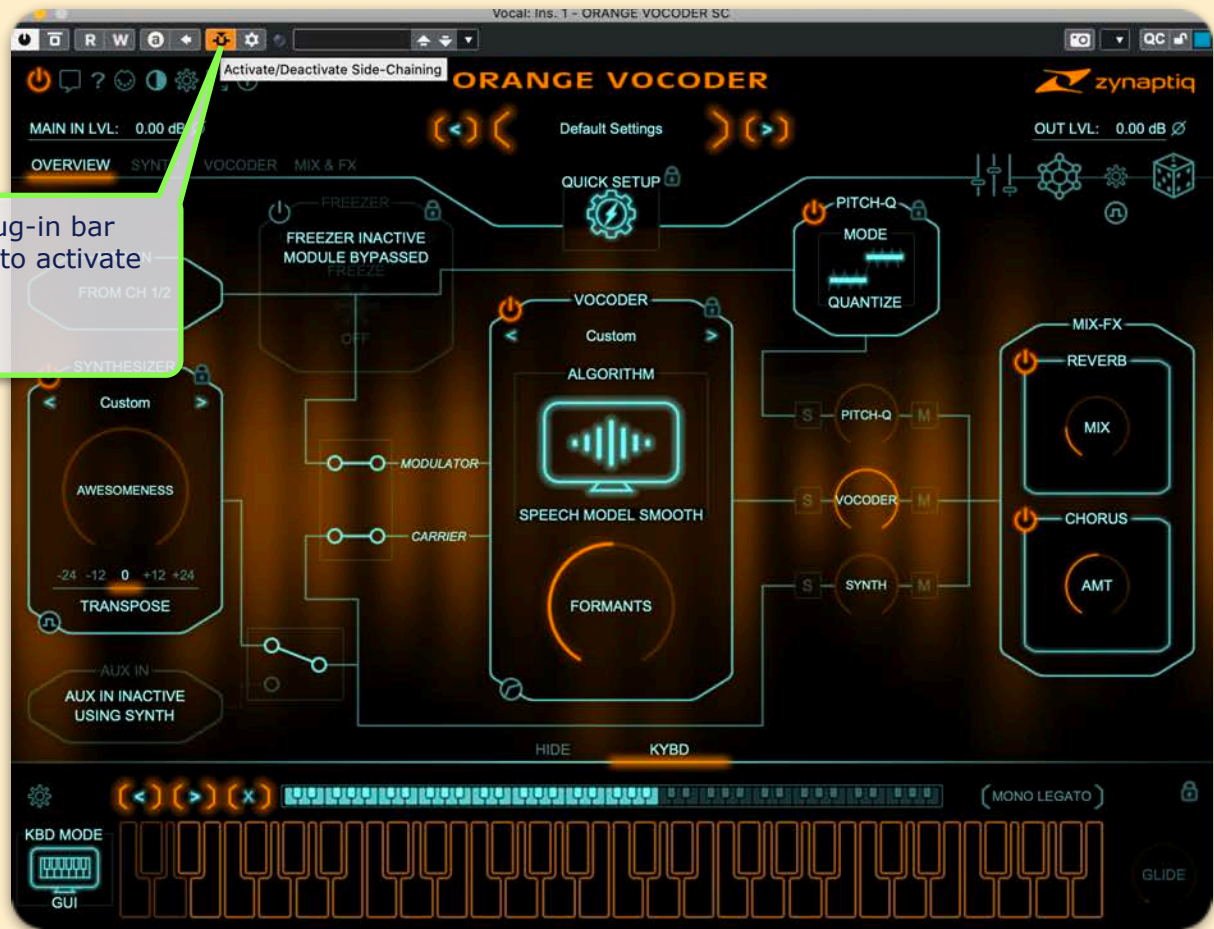 Vocal: Ins. 1 - ORANGE VOCODER SC
R W a QC
Activate/Deactivate Side-Chaining
ORANGE VOCODER
zynaptiq
MAIN IN LVL: 0.00 dB
< Default Settings >
OUT LVL: 0.00 dB
OVERVIEW SYNTH VOCODER MIX & FX
QUICK SETUP
ug-in bar
to activate
FREEZER
FREEZER INACTIVE
MODULE BYPASSED
FREEZE
OFF
FROM CH 1/2
PITCH-Q
MODE
QUANTIZE
VOCODER
< Custom >
ALGORITHM
SPEECH MODEL SMOOTH
FORMANTS
SYNTHESIZER
< Custom >
AWESOMENESS
-24 -12 0 +12 +24
TRANSPOSE
MODULATOR
CARRIER
AUX IN
AUX IN INACTIVE
USING SYNTH
S PITCH-Q M
S VOCODER M
S SYNTH M
MIX-FX
REVERB
MIX
CHORUS
AMT
HIDE KYBD
< > X
MONO LEGATO
KBD MODE
GUI
GLIDE